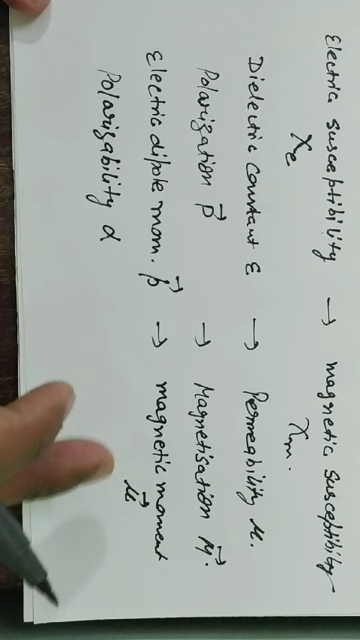 Electric susceptibility → magnetic susceptibility
χe χm.
Dielectric constant ε → Permeability μ.
Polarization P⃗ → Magnetisation M⃗.
Electric dipole mom. p⃗ → magnetic moment
μ⃗
Polarizability α